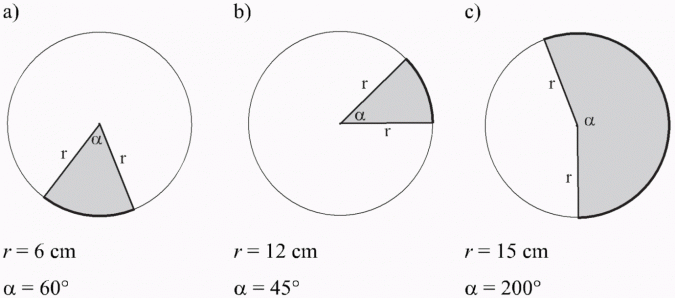 a)
b)
c)
α
r
r
r
α
r
r
α
r
r = 6 cm
r = 12 cm
r = 15 cm
α = 60°
α = 45°
α = 200°